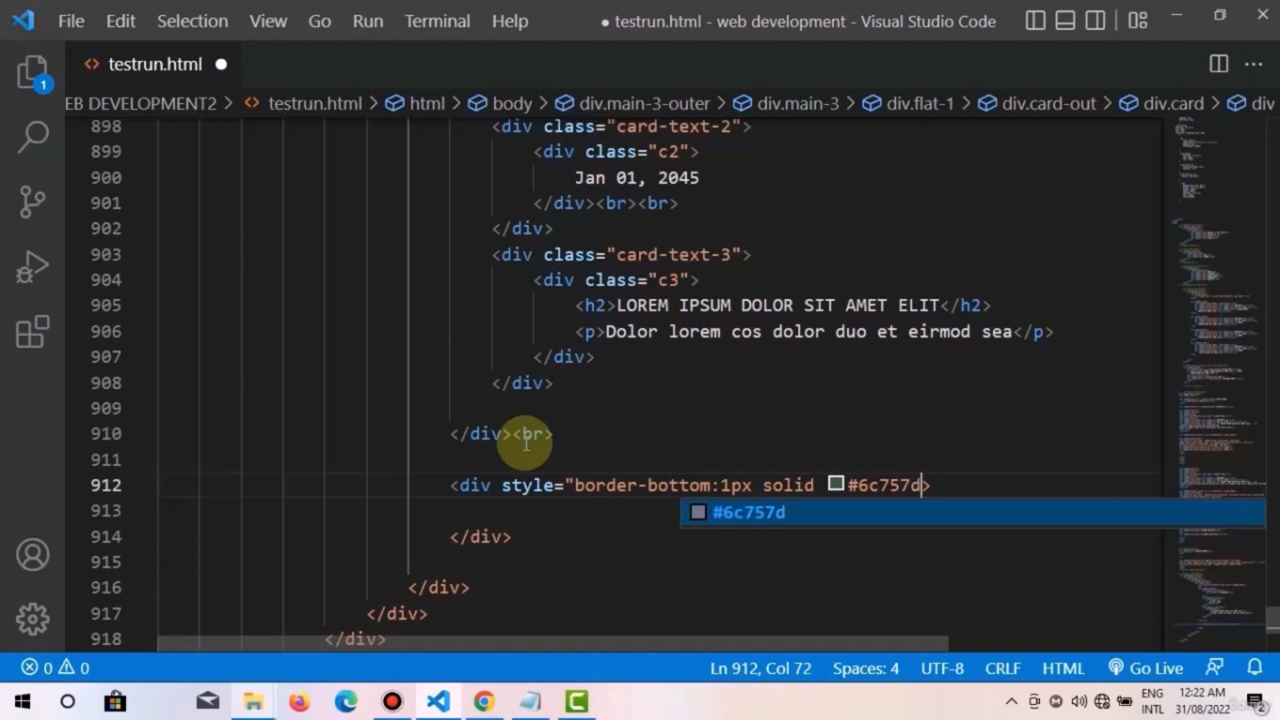 File Edit Selection View Go Run Terminal Help
● testrun.html - web development - Visual Studio Code
1
<> testrun.html ●
EB DEVELOPMENT2 > <> testrun.html > html > body > div.main-3-outer > div.main-3 > div.flat-1 > div.card-out > div.card > div
898 <div class="card-text-2">
899 <div class="c2">
900 Jan 01, 2045
901 </div><br><br>
902 </div>
903 <div class="card-text-3">
904 <div class="c3">
905 <h2>LOREM IPSUM DOLOR SIT AMET ELIT</h2>
906 <p>Dolor lorem cos dolor duo et eirmod sea</p>
907 </div>
908 </div>
909
910 </div><br>
911
912 <div style="border-bottom:1px solid #6c757d>
913 #6c757d
914 </div>
915
916 </div>
917 </div>
918 </div>
0 0 Ln 912, Col 72 Spaces: 4 UTF-8 CRLF HTML Go Live
ENG 12:22 AM
INTL 31/08/2022 2